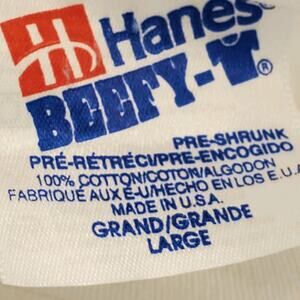 Hanes
BEEFY-T®
PRE-SHRUNK
PRÉ-RÉTRÉCI/PRE-ENCOGIDO
100% COTTON/COTON/ALGODON
FABRIQUÉ AUX É-U/HECHO EN LOS E.U.A
MADE IN U.S.A.
GRAND/GRANDE
LARGE